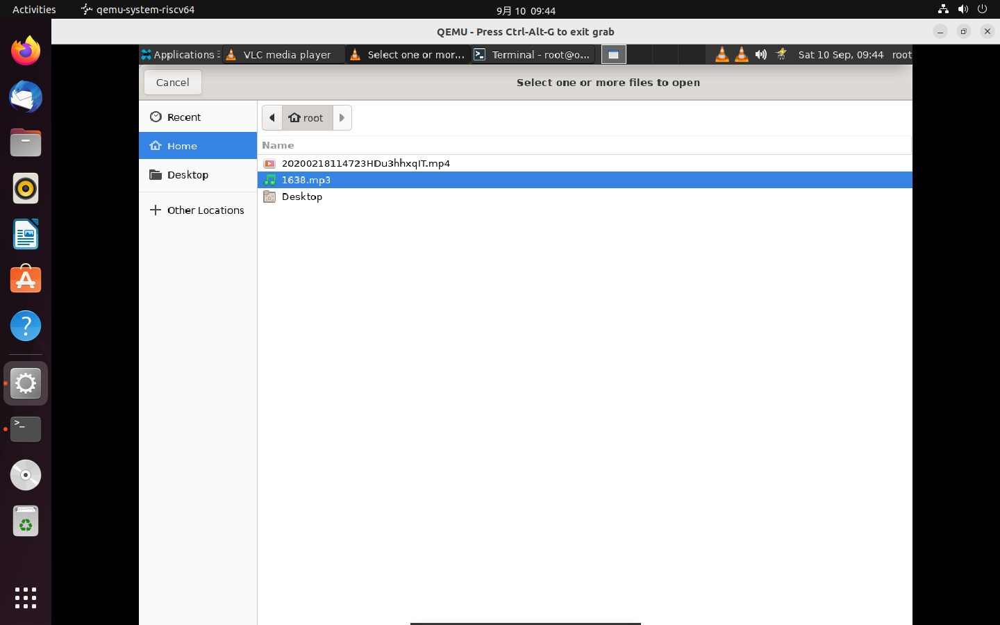 Activities qemu-system-riscv64 9月 10 09:44
QEMU - Press Ctrl-Alt-G to exit grab
Applications VLC media player Select one or mor... Terminal - root@o... Sat 10 Sep, 09:44 root
Cancel Select one or more files to open
Recent
Home
Desktop
Other Locations
root
Name
20200218114723HDu3hhxqIT.mp4
1638.mp3
Desktop